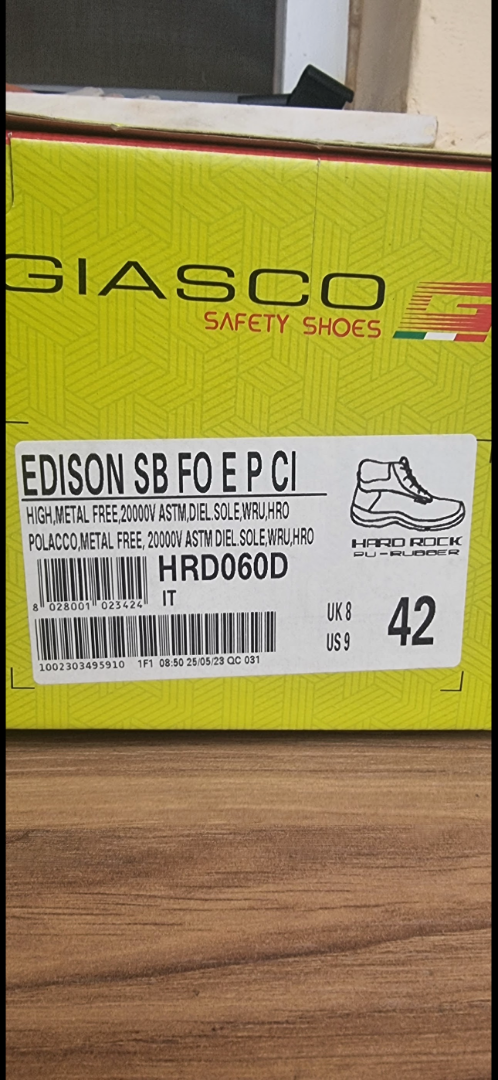 GIASCO
SAFETY SHOES
EDISON SB FO E P CI
HIGH,METAL FREE,20000V ASTM,DIEL.SOLE,WRU,HRO
POLACCO,METAL FREE, 20000V ASTM DIEL.SOLE,WRU,HRO
HARD ROCK
PU-RUBBER
HRD060D
8 028001 023424
IT
UK 8
US 9
42
1002303495910 1F1 08:50 25/05/23 QC 031